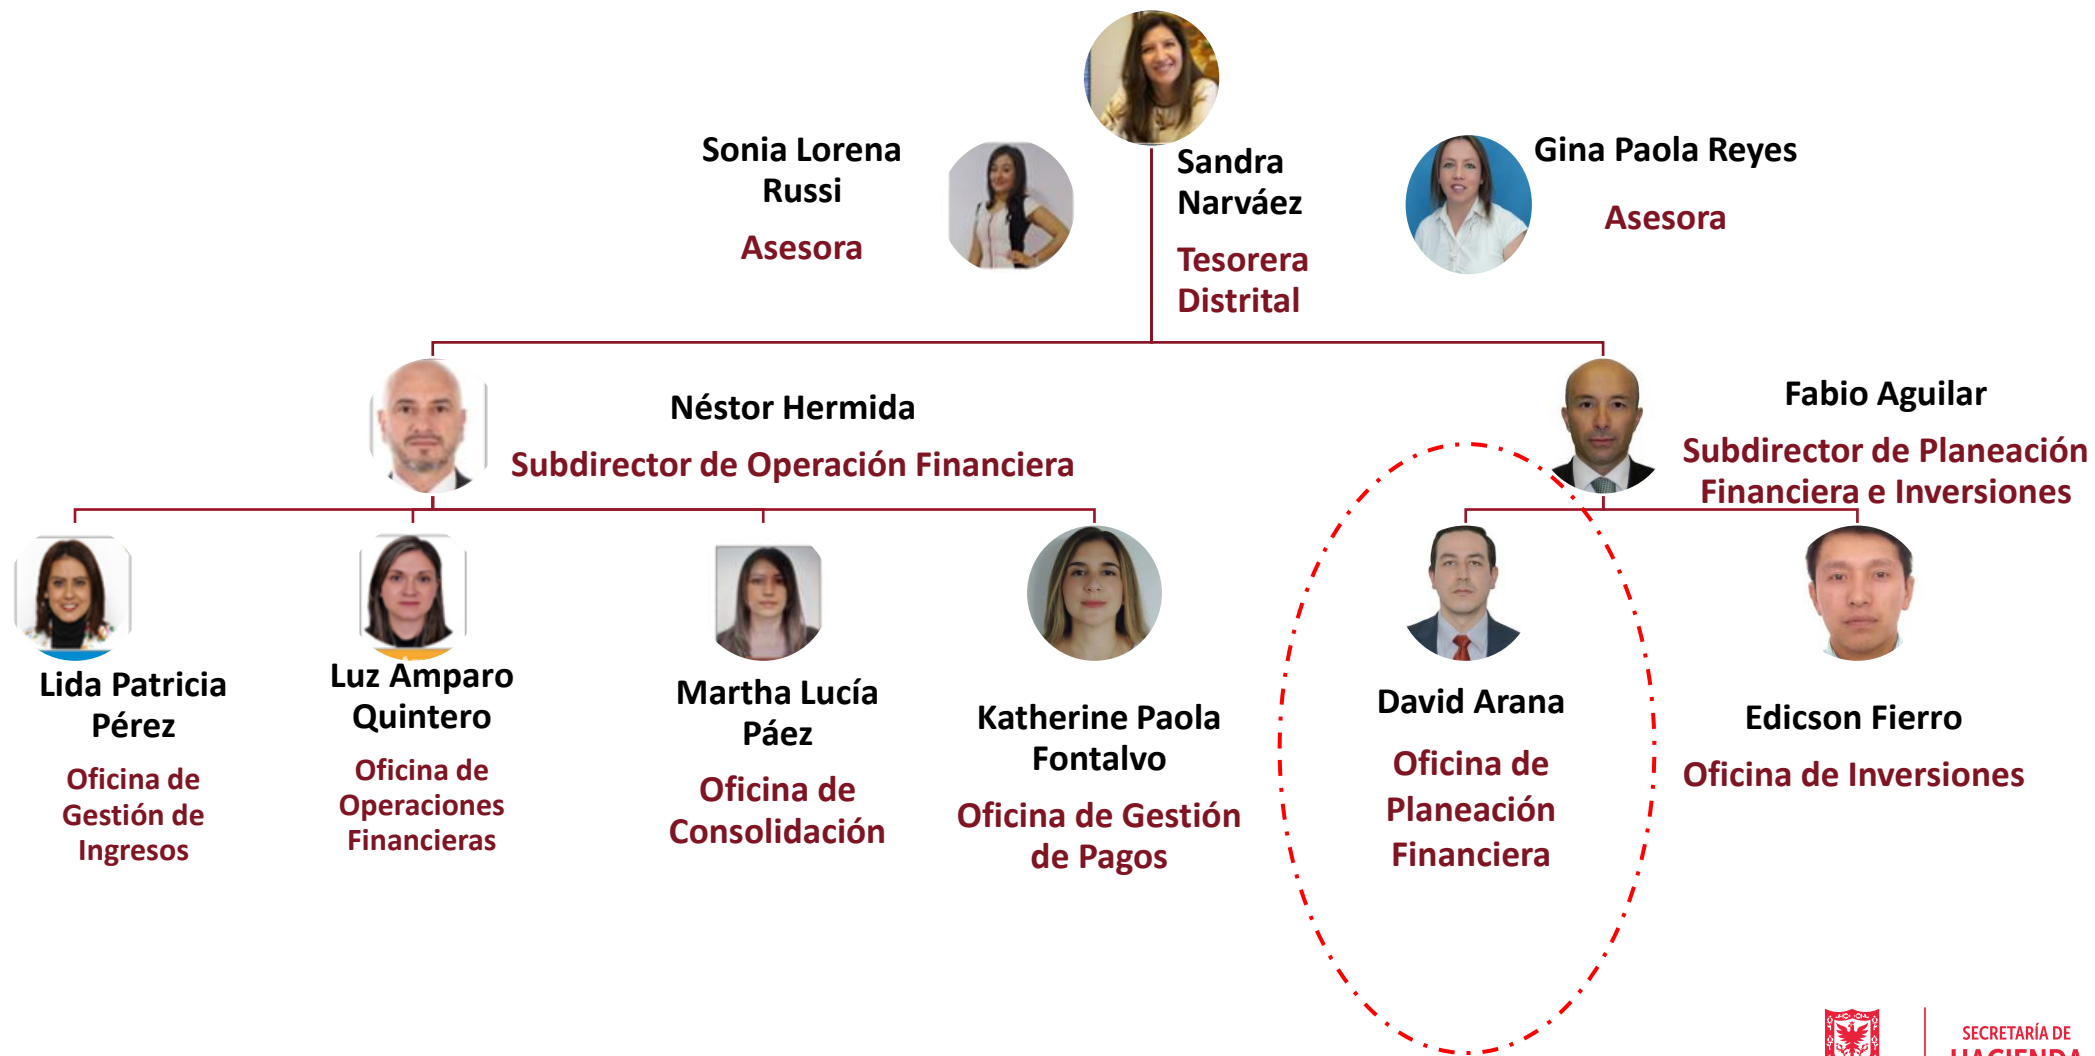 Sonia Lorena
Russi
Asesora
Sandra
Narváez
Tesorera
Distrital
Gina Paola Reyes
Asesora
Néstor Hermida
Subdirector de Operación Financiera
Fabio Aguilar
Subdirector de Planeación
Financiera e Inversiones
Lida Patricia
Pérez
Oficina de
Gestión de
Ingresos
Luz Amparo
Quintero
Oficina de
Operaciones
Financieras
Martha Lucía
Páez
Oficina de
Consolidación
Katherine Paola
Fontalvo
Oficina de Gestión
de Pagos
David Arana
Oficina de
Planeación
Financiera
Edicson Fierro
Oficina de Inversiones
SECRETARÍA DE
HACIENDA